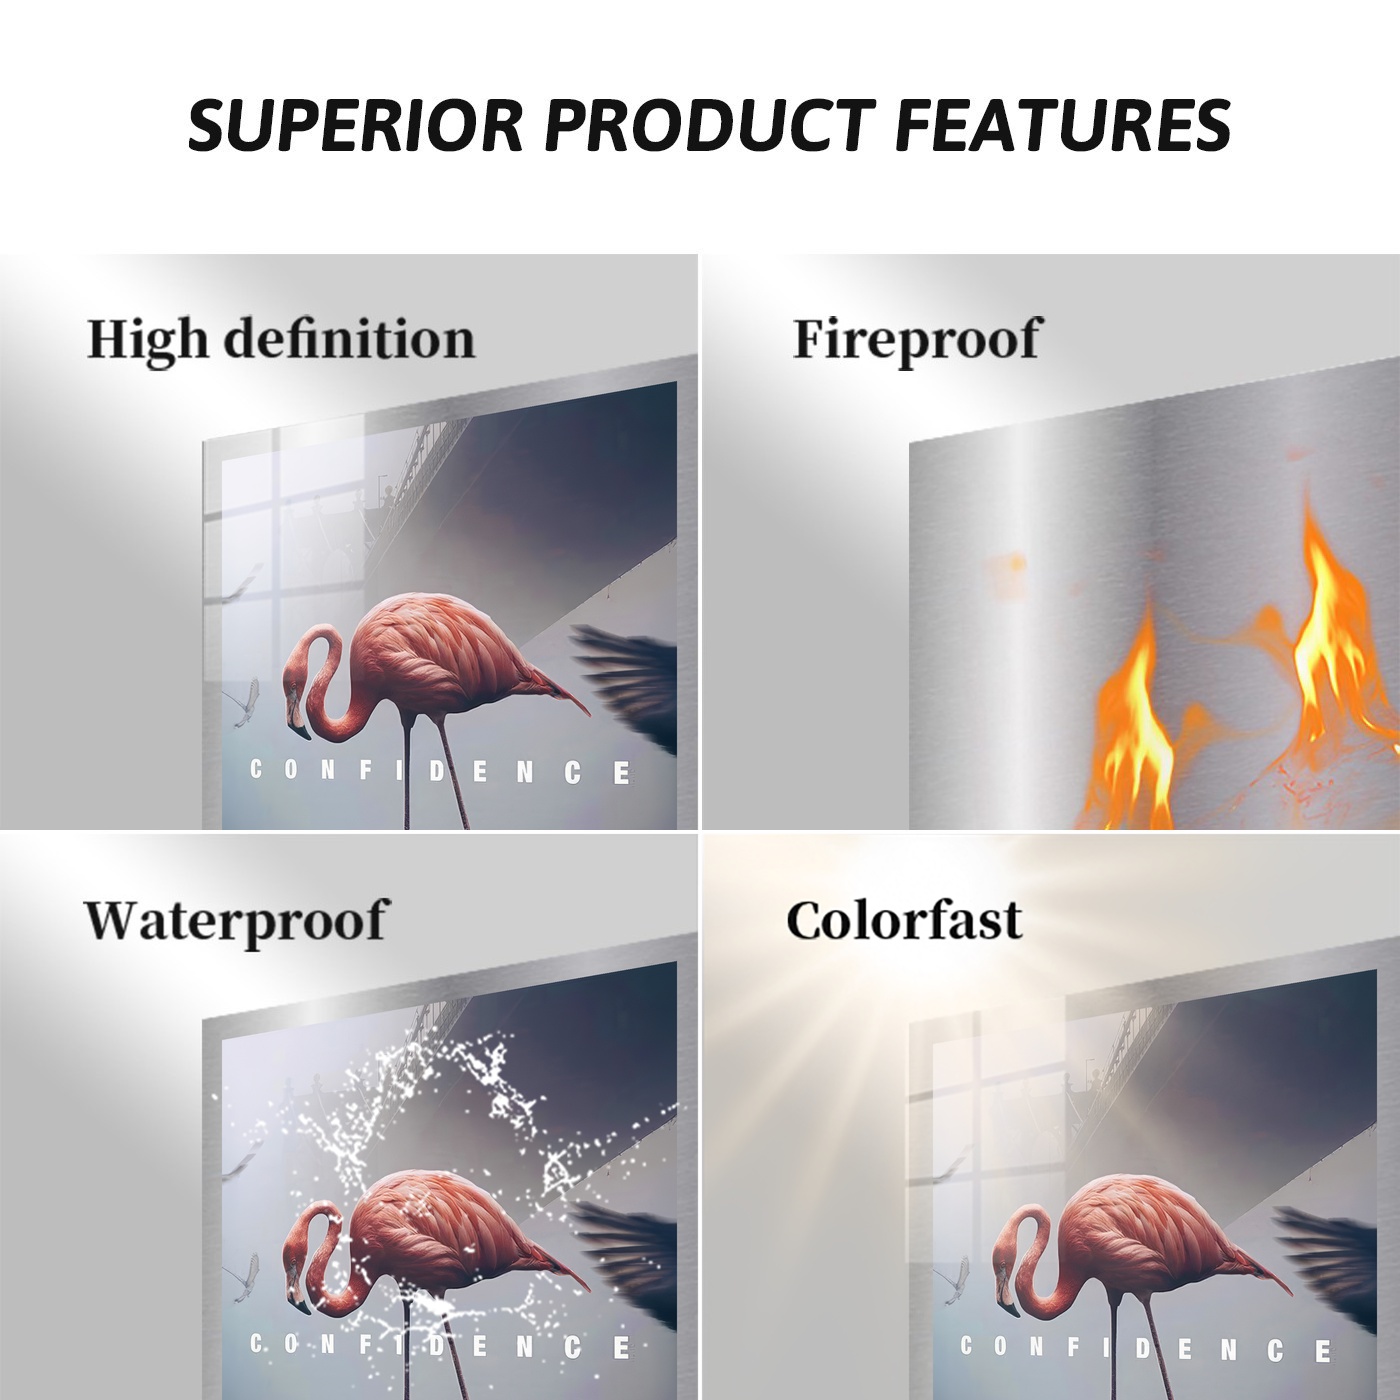 SUPERIOR PRODUCT FEATURES
High definition
Fireproof
CONFIDENCE
Waterproof
Colorfast
CONFIDENCE
CONFIDENCE